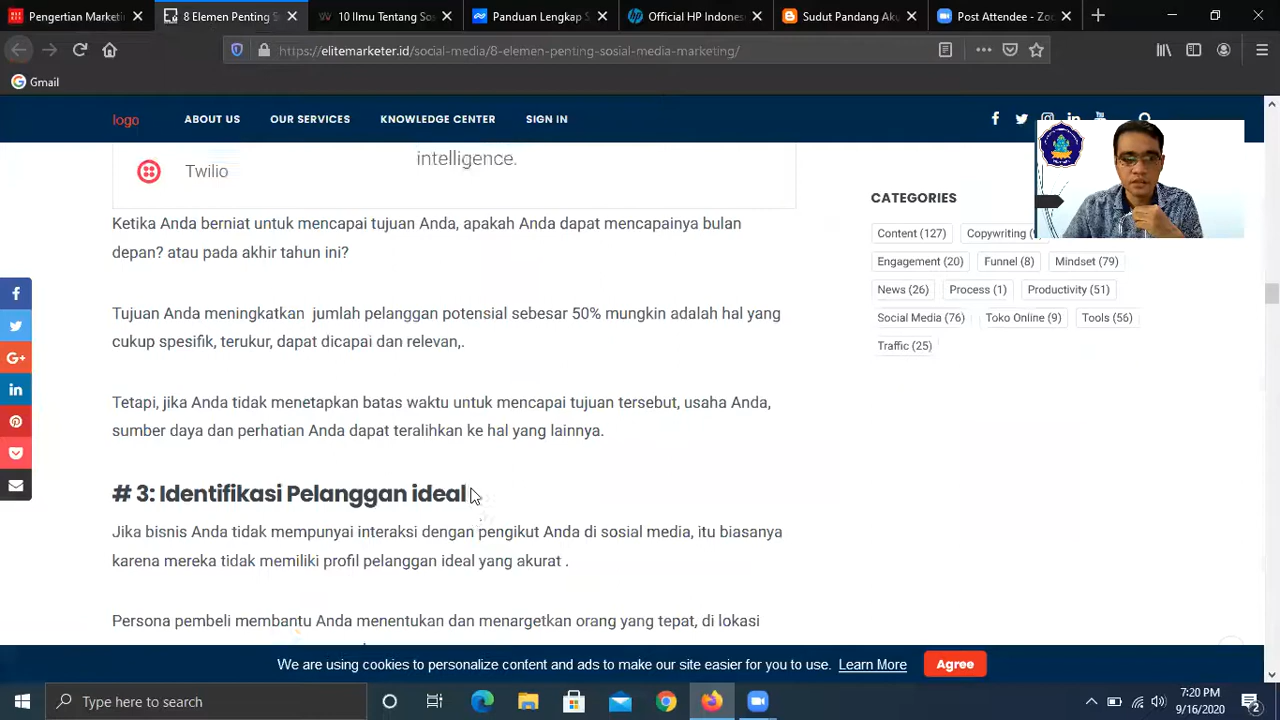 Pengertian Marketi
8 Elemen Penting S
10 Ilmu Tentang Sos
Panduan Lengkap S
Official HP Indones
Sudut Pandang Aku
Post Attendee - Zoo
https://elitemarketer.id/social-media/8-elemen-penting-sosial-media-marketing/
Gmail
logo
ABOUT US
OUR SERVICES
KNOWLEDGE CENTER
SIGN IN
intelligence.
Twilio
Ketika Anda berniat untuk mencapai tujuan Anda, apakah Anda dapat mencapainya bulan
depan? atau pada akhir tahun ini?
Tujuan Anda meningkatkan jumlah pelanggan potensial sebesar 50% mungkin adalah hal yang
cukup spesifik, terukur, dapat dicapai dan relevan,.
Tetapi, jika Anda tidak menetapkan batas waktu untuk mencapai tujuan tersebut, usaha Anda,
sumber daya dan perhatian Anda dapat teralihkan ke hal yang lainnya.
# 3: Identifikasi Pelanggan ideal
Jika bisnis Anda tidak mempunyai interaksi dengan pengikut Anda di sosial media, itu biasanya
karena mereka tidak memiliki profil pelanggan ideal yang akurat .
Persona pembeli membantu Anda menentukan dan menargetkan orang yang tepat, di lokasi
CATEGORIES
Content (127)
Copywriting (
Engagement (20)
Funnel (8)
Mindset (79)
News (26)
Process (1)
Productivity (51)
Social Media (76)
Toko Online (9)
Tools (56)
Traffic (25)
We are using cookies to personalize content and ads to make our site easier for you to use.
Learn More
Agree
Type here to search
7:20 PM
9/16/2020
2